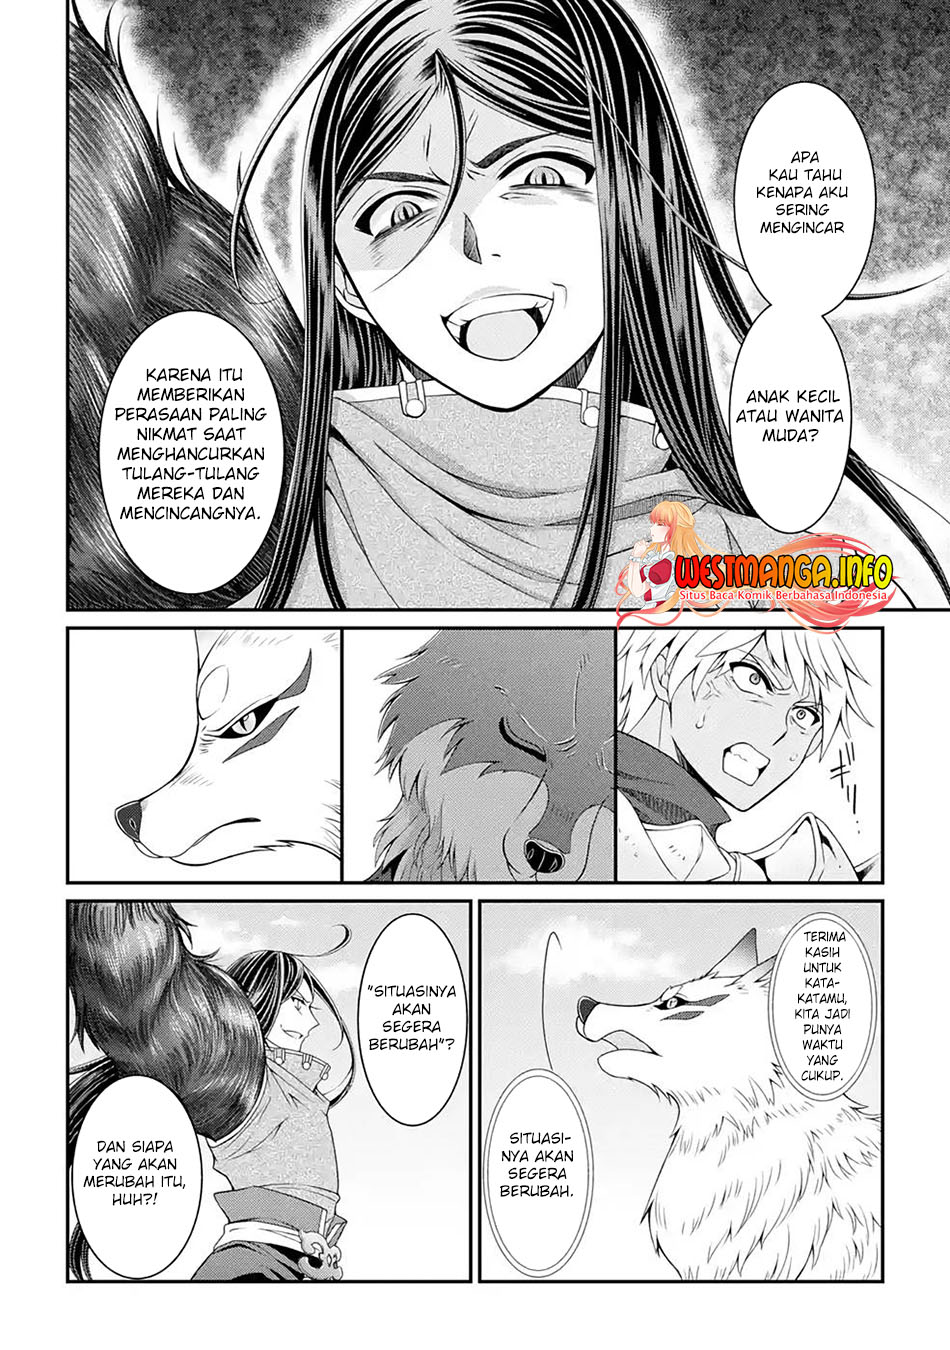 APA
KAU TAHU
KENAPA AKU
SERING
MENGINCAR
ANAK KECIL
ATAU WANITA
MUDA?
KARENA ITU
MEMBERIKAN
PERASAAN PALING
NIKMAT SAAT
MENGHANCURKAN
TULANG-TULANG
MEREKA DAN
MENCINCANGNYA.
WESTMANGA.INFO
Situs Baca Komik Berbahasa Indonesia
TERIMA
KASIH
UNTUK
KATA-
KATAMU,
KITA JADI
PUNYA
WAKTU
YANG
CUKUP.
SITUASI-
NYA AKAN
SEGERA
BERUBAH.
"SITUASINYA
AKAN
SEGERA
BERUBAH"?
DAN SIAPA
YANG AKAN
MERUBAH ITU,
HUH?!